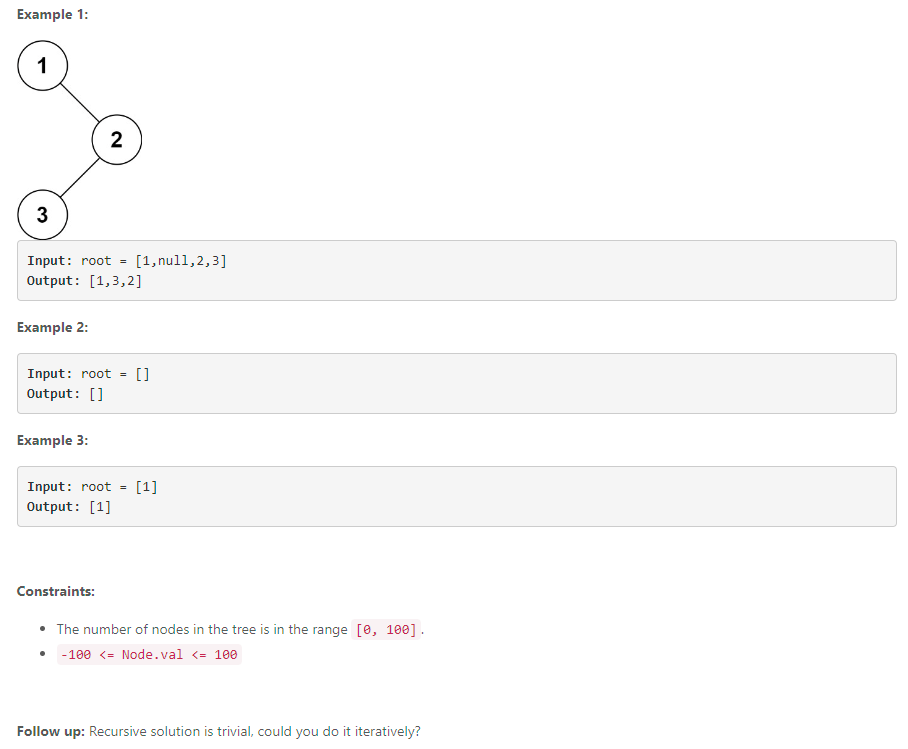 Example 1:
1
2
3
Input: root = [1,null,2,3]
Output: [1,3,2]
Example 2:
Input: root = []
Output: []
Example 3:
Input: root = [1]
Output: [1]
Constraints:
• The number of nodes in the tree is in the range [0, 100].
• -100 <= Node.val <= 100
Follow up: Recursive solution is trivial, could you do it iteratively?